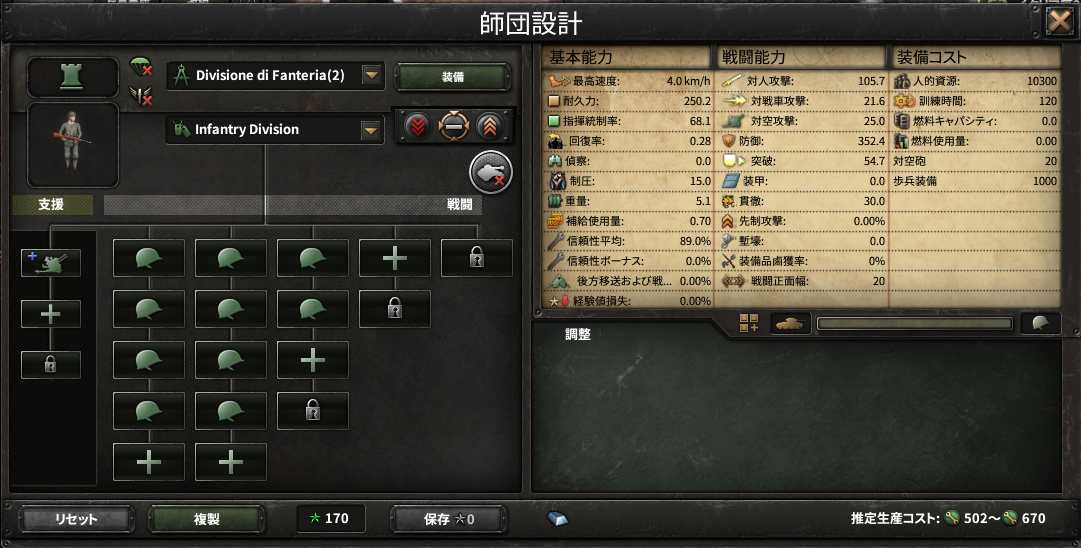 師団設計
Divisione di Fanteria(2)
装備
Infantry Division
支援
戦闘
基本能力
最高速度: 4.0 km/h
耐久力: 250.2
指揮統制率: 68.1
回復率: 0.28
偵察: 0.0
制圧: 15.0
重量: 5.1
補給使用量: 0.70
信頼性平均: 89.0%
信頼性ボーナス: 0.0%
後方移送および戦... 0.00%
経験値損失: 0.00%
戦闘能力
対人攻撃: 105.7
対戦車攻撃: 21.6
対空攻撃: 25.0
防御: 352.4
突破: 54.7
装甲: 0.0
貫徹: 30.0
先制攻撃: 0.00%
塹壕: 0.0
装備品鹵獲率: 0%
戦闘正面幅: 20
装備コスト
人的資源: 10300
訓練時間: 120
燃料キャパシティ: 0.0
燃料使用量: 0.00
対空砲 20
歩兵装備 1000
調整
リセット
複製
170
保存 0
推定生産コスト: 502～ 670